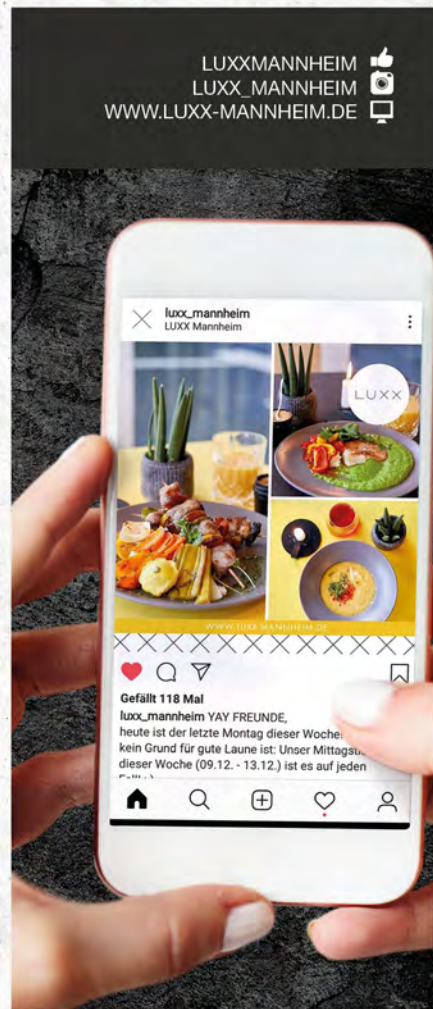 LUXXMANNHEIM
LUXX_MANNHEIM
WWW.LUXX-MANNHEIM.DE
luxx_mannheim
LUXX Mannheim
LUXX
WWW.LUXX-MANNHEIM.DE
Gefällt 118 Mal
luxx_mannheim YAY FREUNDE,
heute ist der letzte Montag dieser Woche!
kein Grund für gute Laune ist: Unser
dieser Woche (09.12. - 13.12.) ist es auf jeden